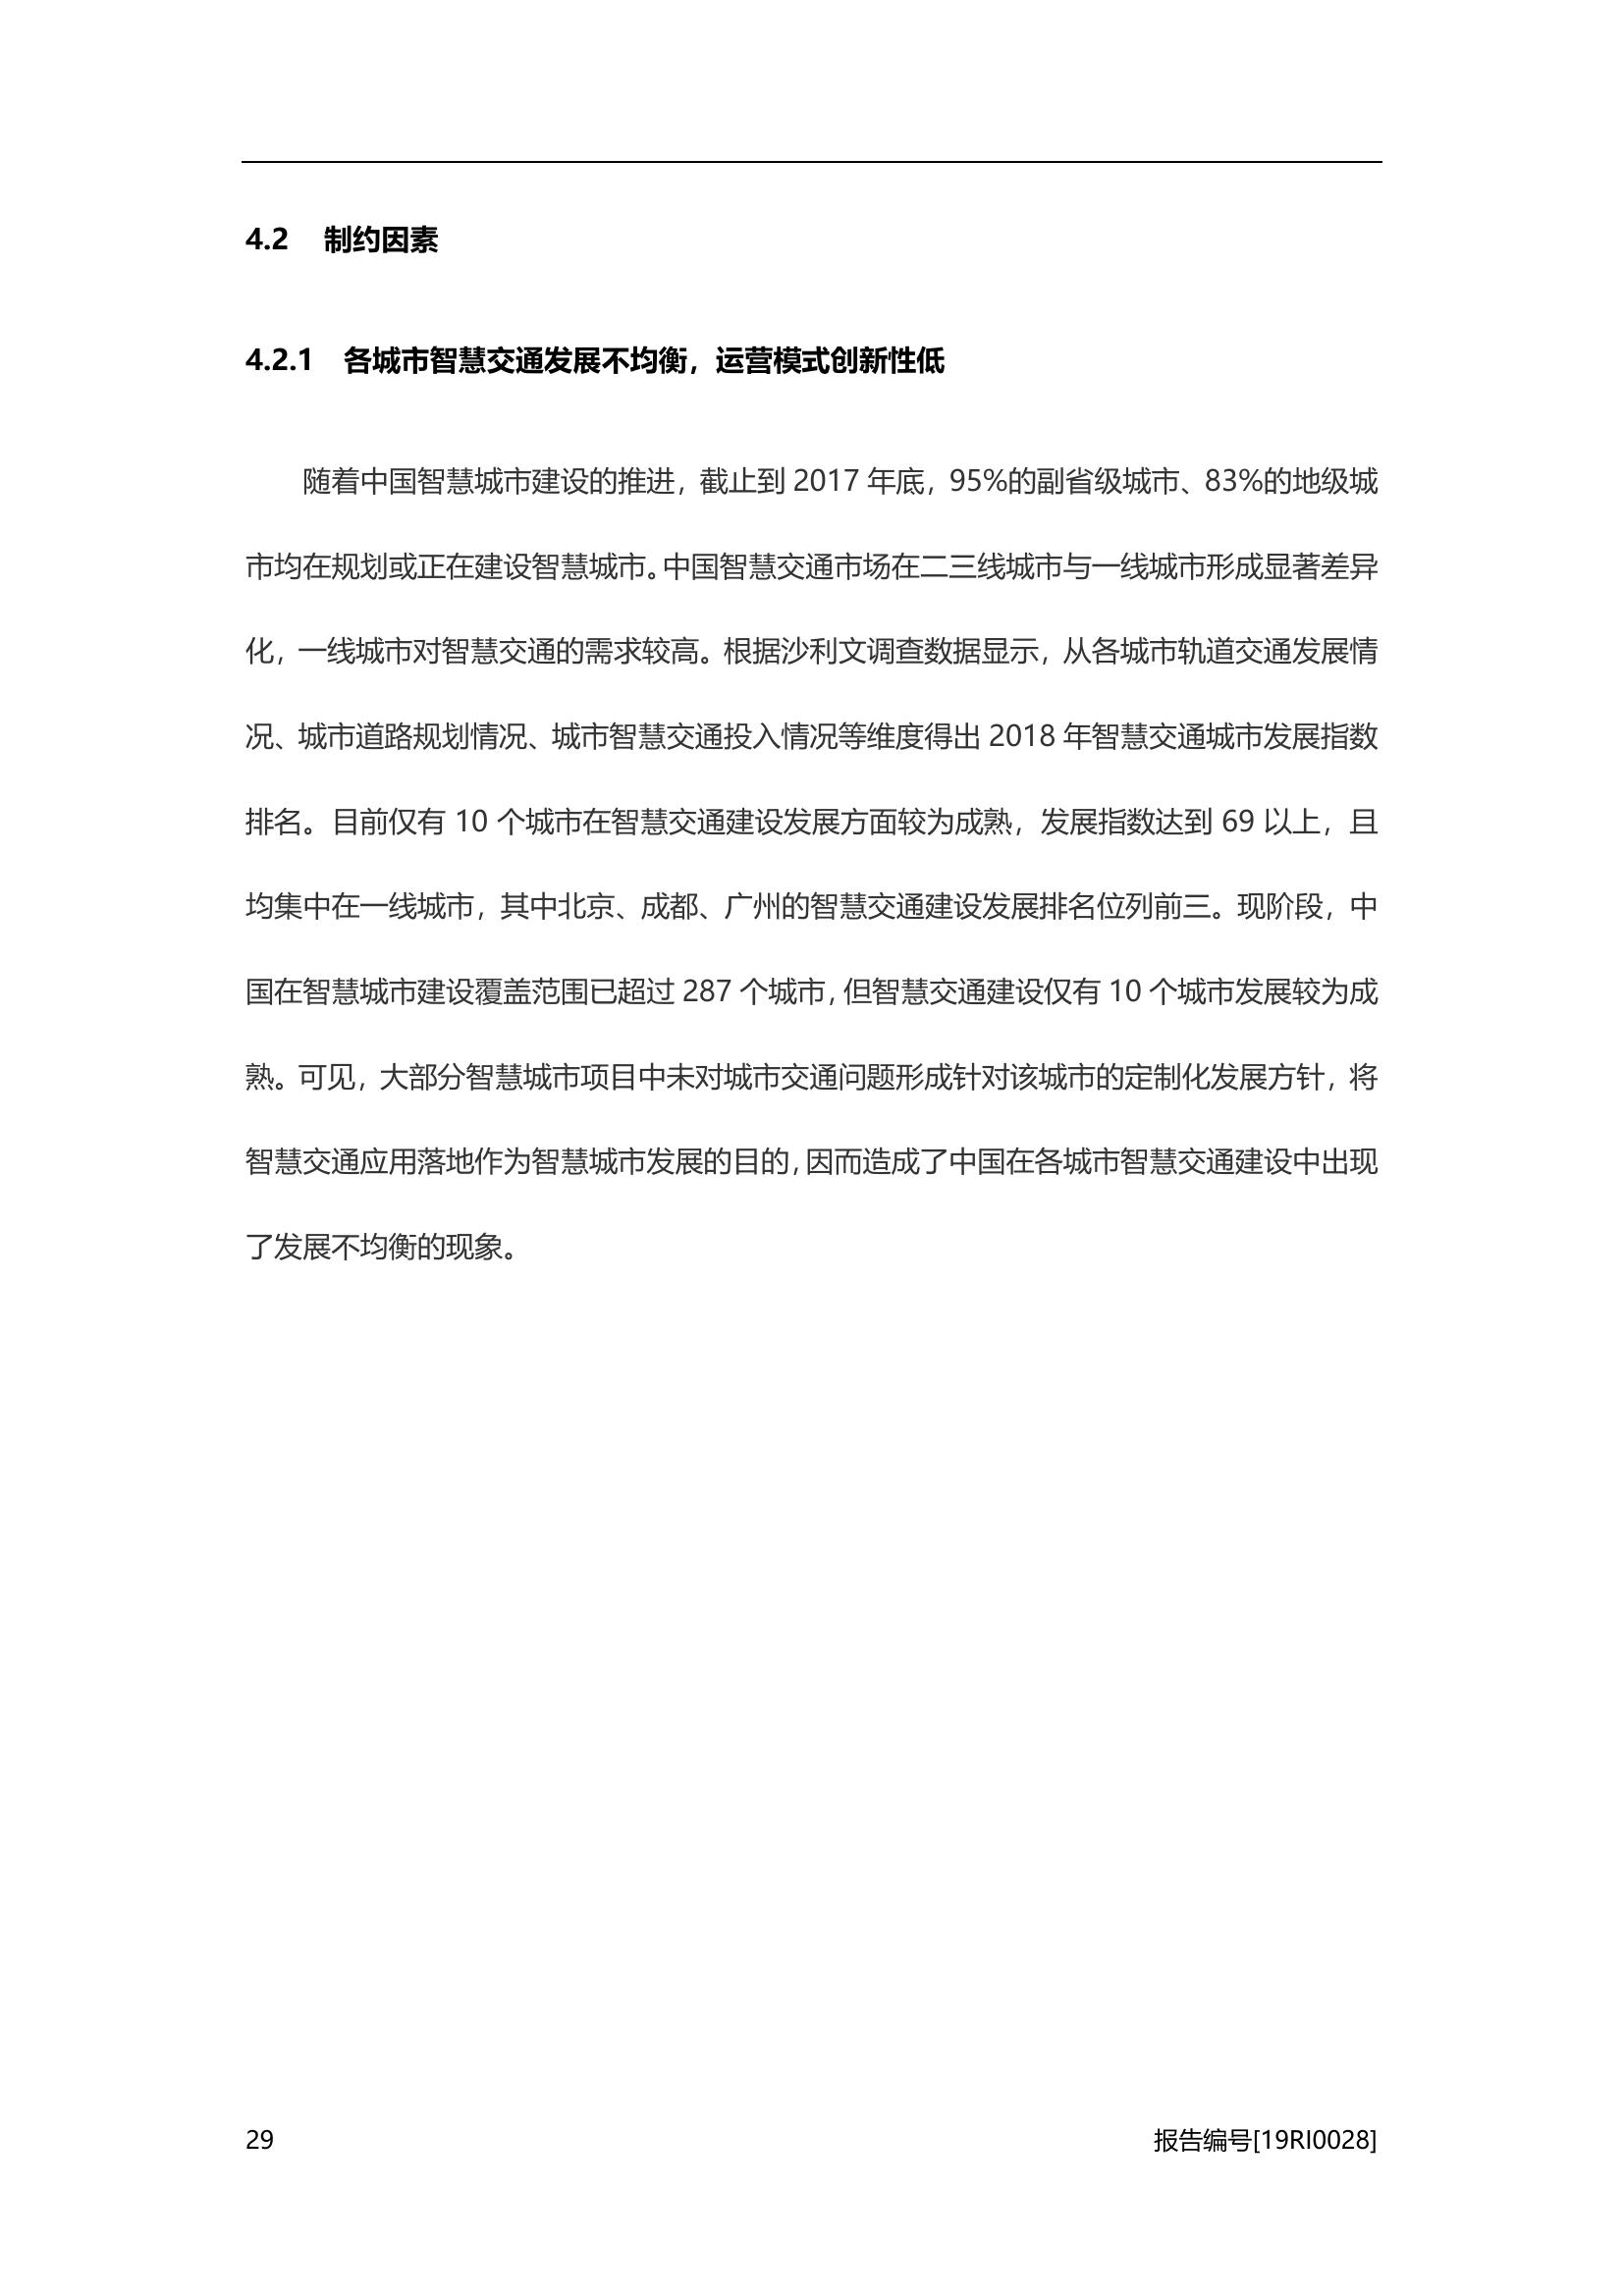 4.2 制约因素
4.2.1 各城市智慧交通发展不均衡，运营模式创新性低
随着中国智慧城市建设的推进，截止到 2017 年底，95%的副省级城市、83%的地级城
市均在规划或正在建设智慧城市。中国智慧交通市场在二三线城市与一线城市形成显著差异
化，一线城市对智慧交通的需求较高。根据沙利文调查数据显示，从各城市轨道交通发展情
况、城市道路规划情况、城市智慧交通投入情况等维度得出 2018 年智慧交通城市发展指数
排名。目前仅有 10 个城市在智慧交通建设发展方面较为成熟，发展指数达到 69 以上，且
均集中在一线城市，其中北京、成都、广州的智慧交通建设发展排名位列前三。现阶段，中
国在智慧城市建设覆盖范围已超过 287 个城市，但智慧交通建设仅有 10 个城市发展较为成
熟。可见，大部分智慧城市项目中未对城市交通问题形成针对该城市的定制化发展方针，将
智慧交通应用落地作为智慧城市发展的目的，因而造成了中国在各城市智慧交通建设中出现
了发展不均衡的现象。
29 报告编号[19RI0028]